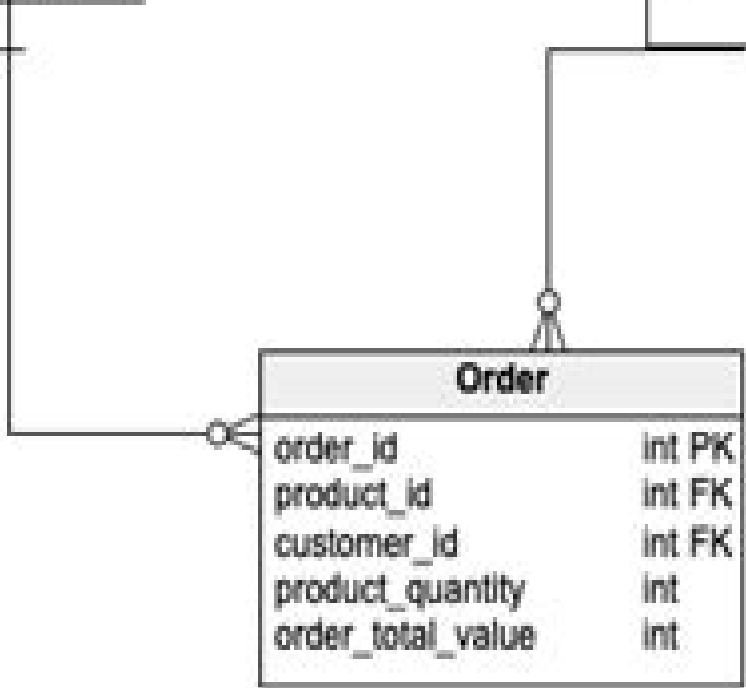 Order
order_id int PK
product_id int FK
customer_id int FK
product_quantity int
order_total_value int